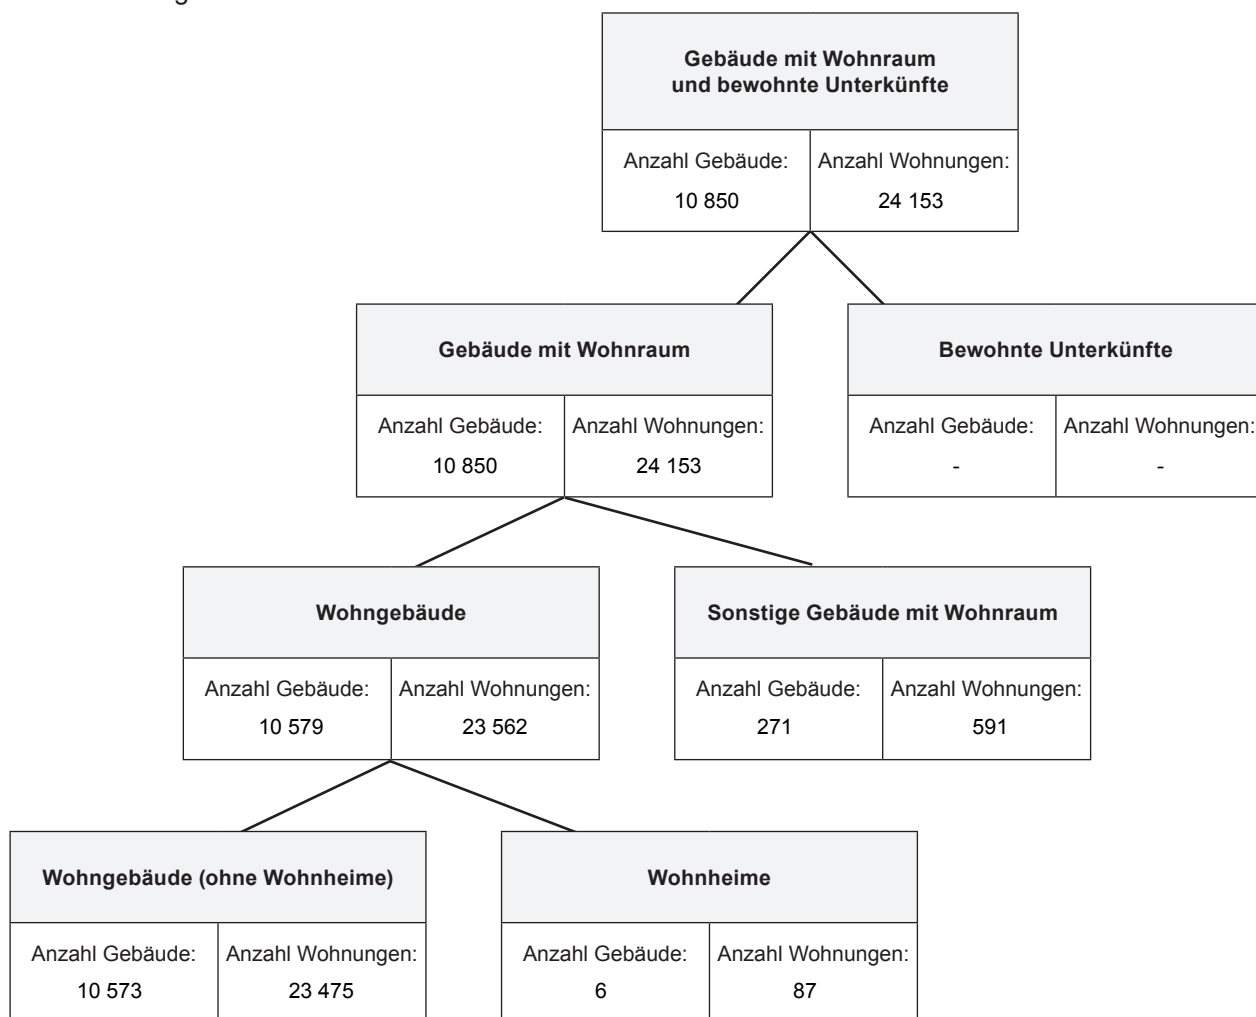 Gebäude mit Wohnraum
und bewohnte Unterkünfte
Anzahl Gebäude: Anzahl Wohnungen:
10 850 24 153
Gebäude mit Wohnraum
Anzahl Gebäude: Anzahl Wohnungen:
10 850 24 153
Bewohnte Unterkünfte
Anzahl Gebäude: Anzahl Wohnungen:
- -
Wohngebäude
Anzahl Gebäude: Anzahl Wohnungen:
10 579 23 562
Sonstige Gebäude mit Wohnraum
Anzahl Gebäude: Anzahl Wohnungen:
271 591
Wohngebäude (ohne Wohnheime)
Anzahl Gebäude: Anzahl Wohnungen:
10 573 23 475
Wohnheime
Anzahl Gebäude: Anzahl Wohnungen:
6 87